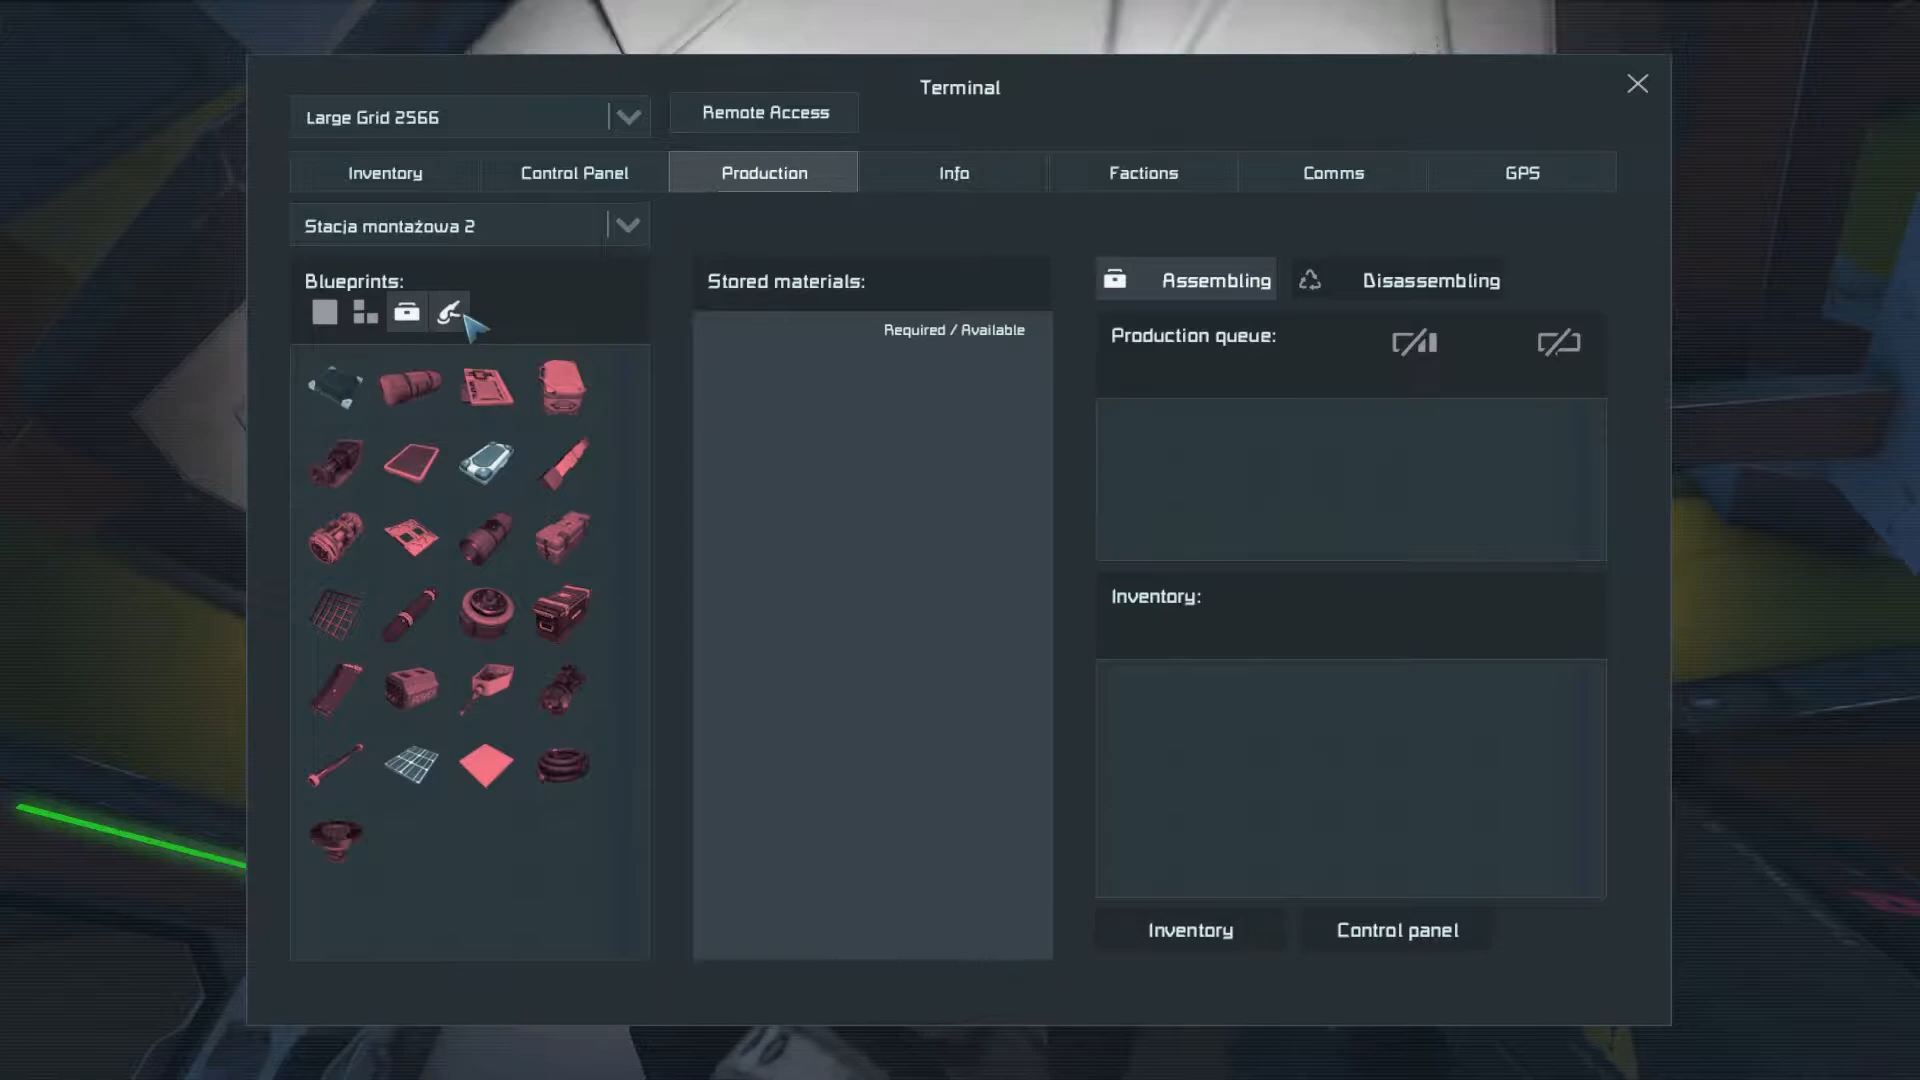 Terminal
Large Grid 2566
Remote Access
Inventory
Control Panel
Production
Info
Factions
Comms
GPS
Stacja montażowa 2
Blueprints:
Stored materials:
Required / Available
Assembling
Disassembling
Production queue:
Inventory:
Inventory
Control panel